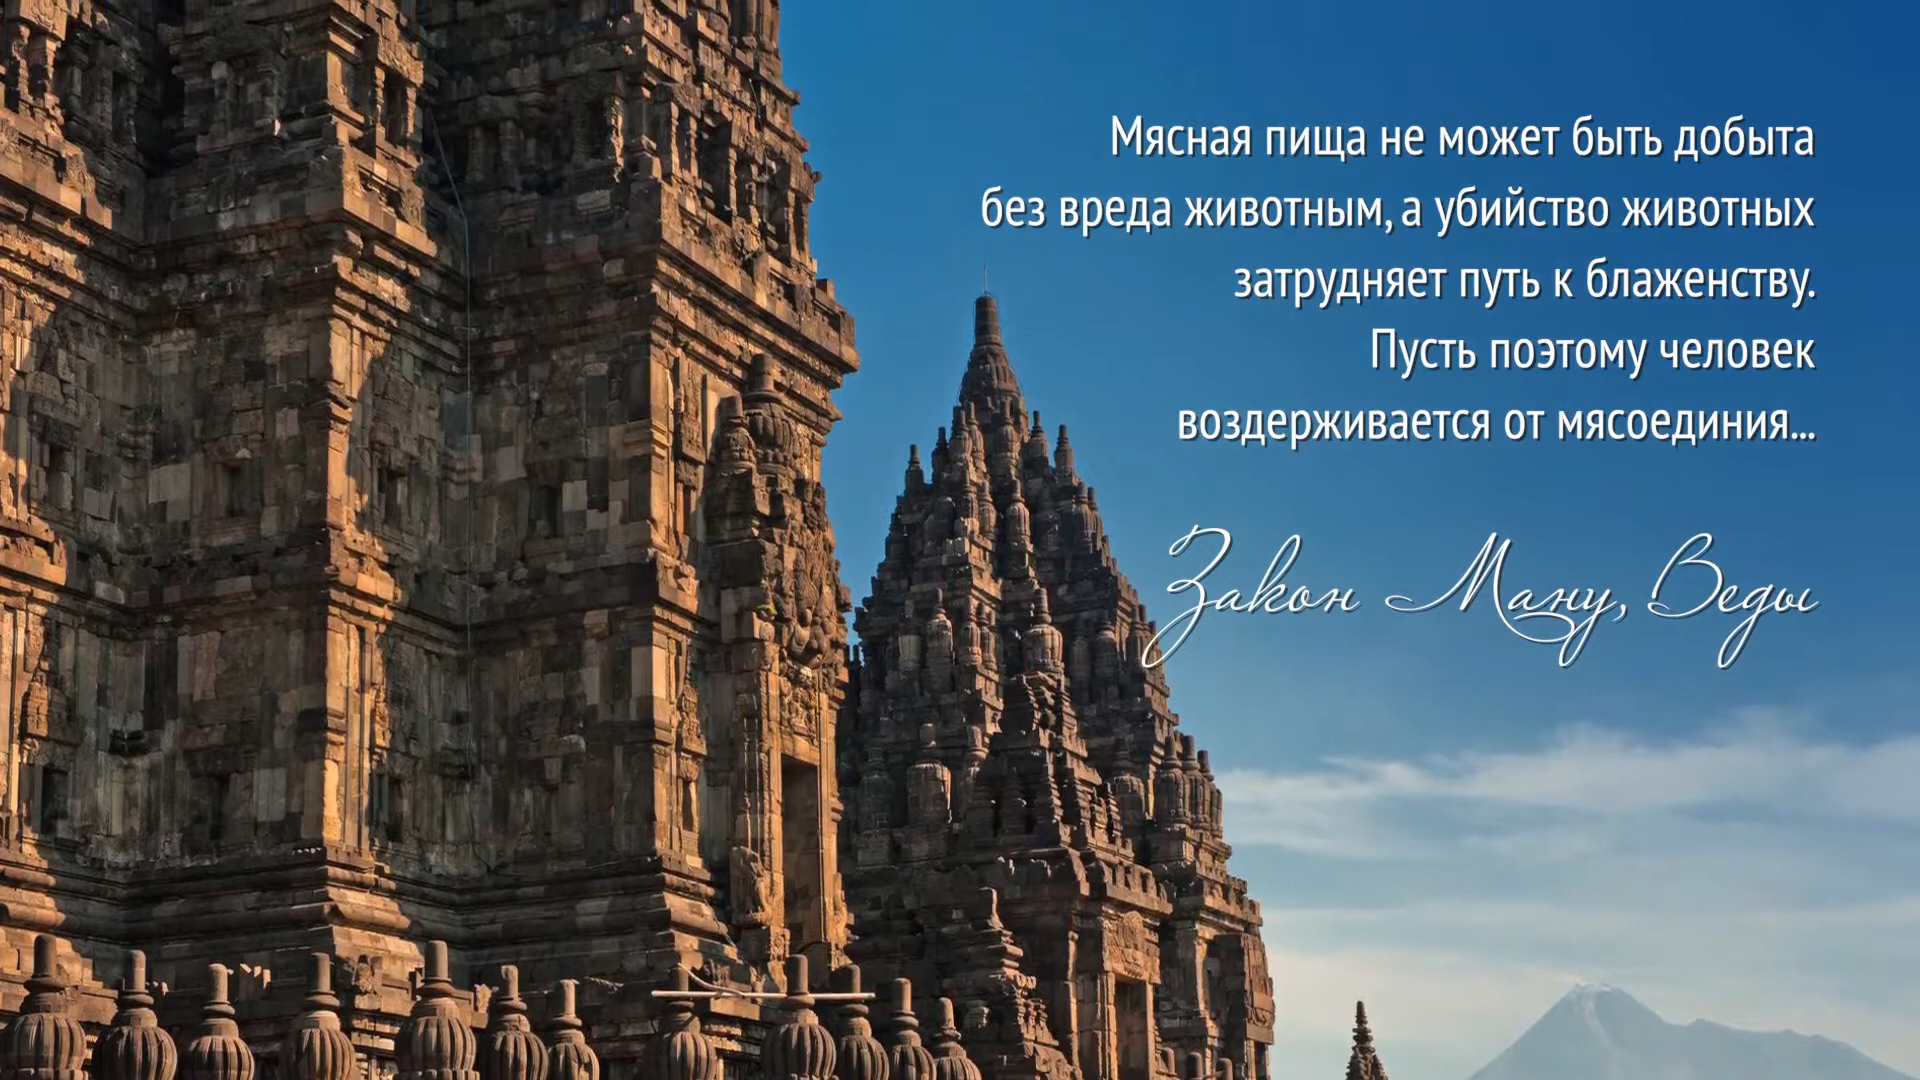 Мясная пища не может быть добыта
без вреда животным, а убийство животных
затрудняет путь к блаженству.
Пусть поэтому человек
воздерживается от мясоединия...
Закон Ману, Веды